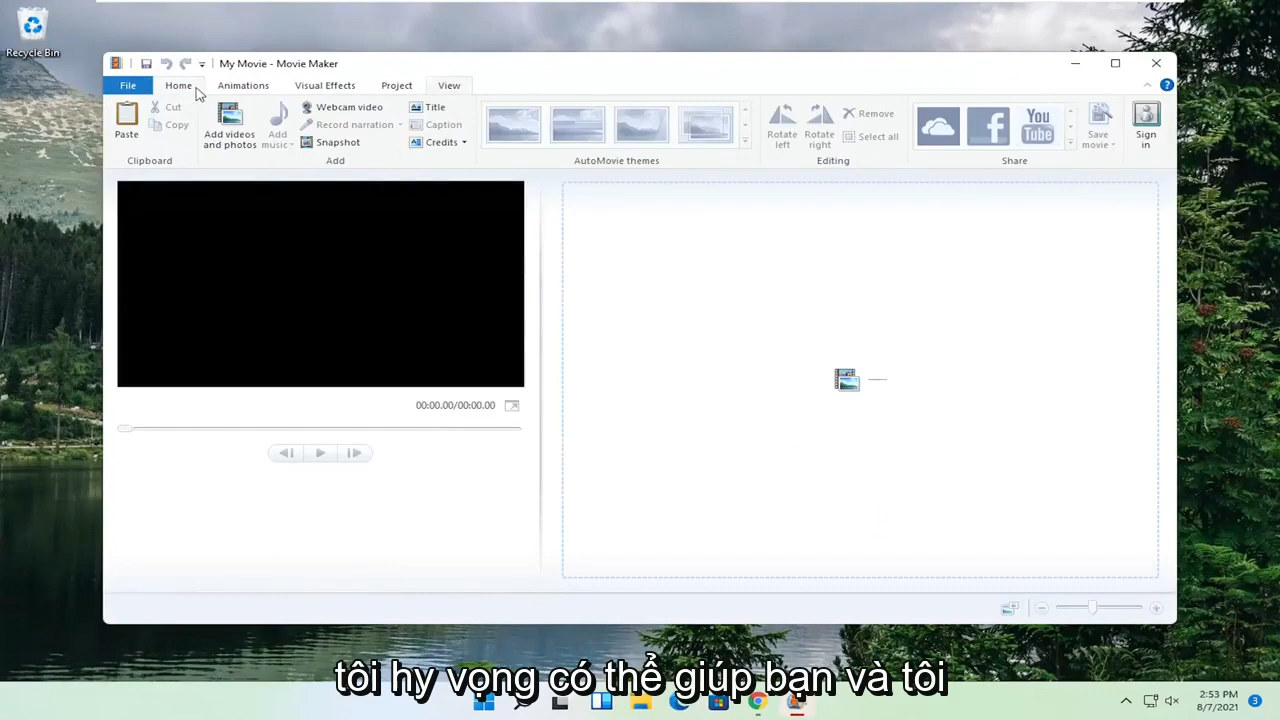 Recycle Bin
My Movie - Movie Maker
File Home Animations Visual Effects Project View
Paste
Cut
Copy
Clipboard
Add videos
and photos
Add
music
Webcam video
Record narration
Snapshot
Title
Caption
Credits
Add
AutoMovie themes
Rotate
left
Rotate
right
Remove
Select all
Editing
You
Tube
Share
Save
movie
Sign
in
00:00.00/00:00.00
tôi hy vọng có thể giúp bạn và tôi
2:53 PM
8/7/2021
3